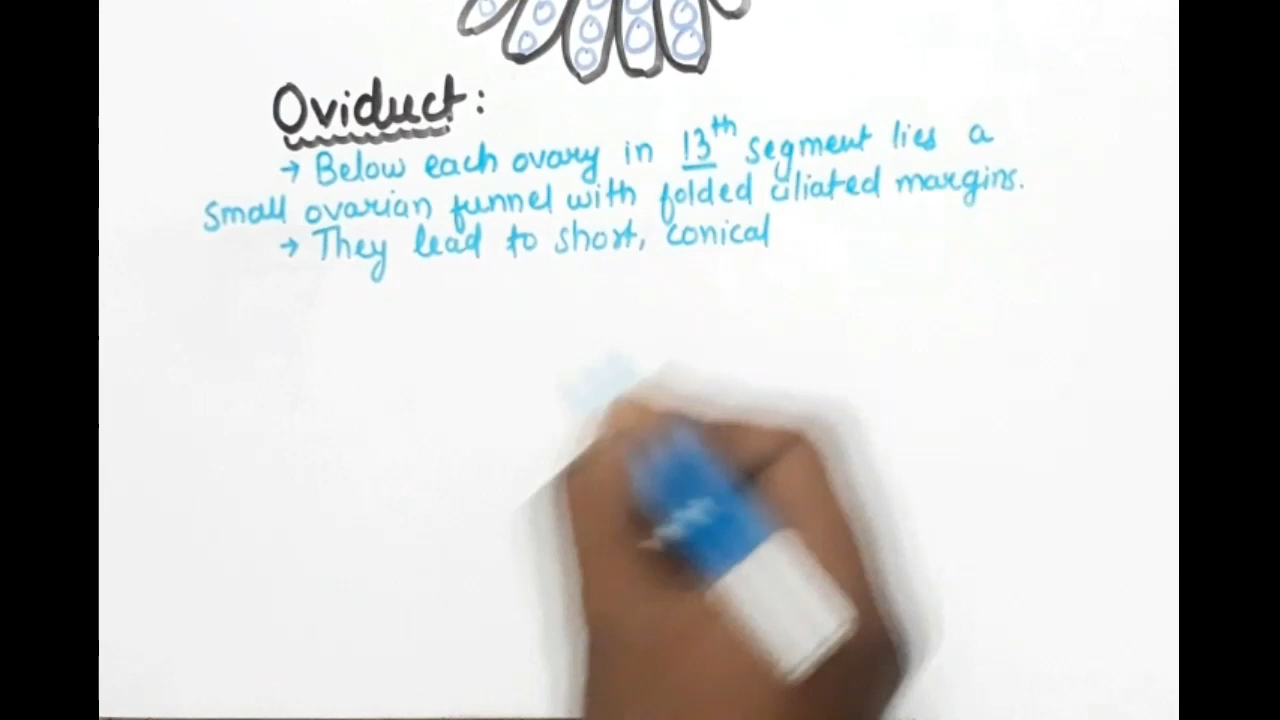 Oviduct:
→ Below each ovary in 13th segment lies a
small ovarian funnel with folded ciliated margins.
→ They lead to short, conical